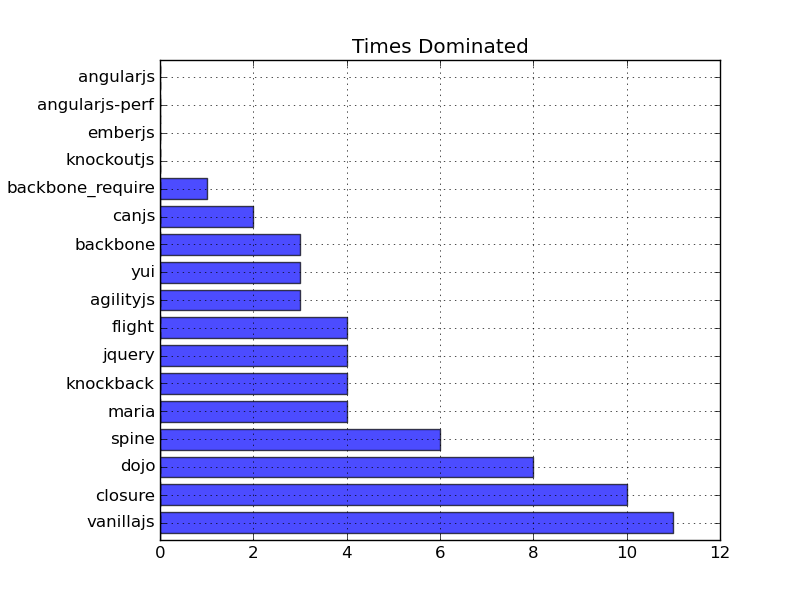 Times Dominated
angularjs
angularjs-perf
emberjs
knockoutjs
backbone_require
canjs
backbone
yui
agilityjs
flight
jquery
knockback
maria
spine
dojo
closure
vanillajs
0 2 4 6 8 10 12